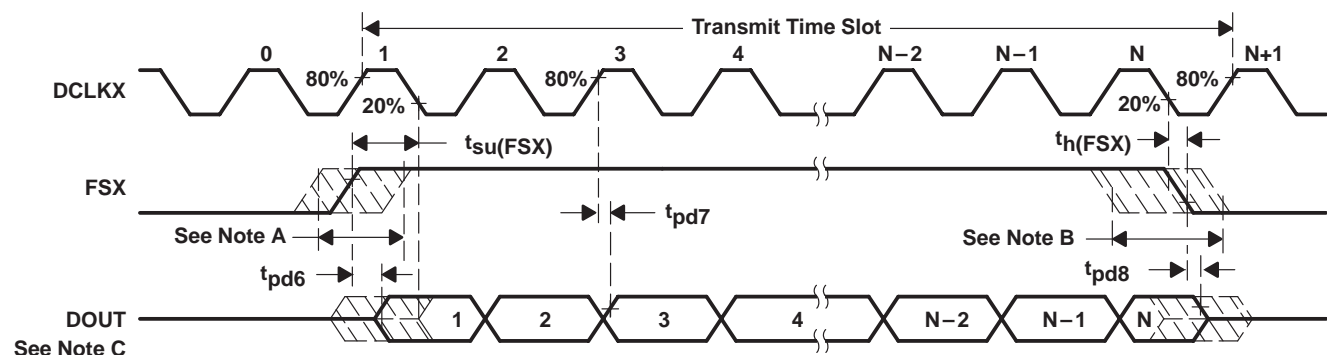 Transmit Time Slot
0 1 2 3 4 N−2 N−1 N N+1
DCLKX 80% 20% 80% 20% 80%
tsu(FSX) th(FSX)
FSX
tpd7
See Note A See Note B
tpd6 tpd8
DOUT 1 2 3 4 N−2 N−1 N
See Note C